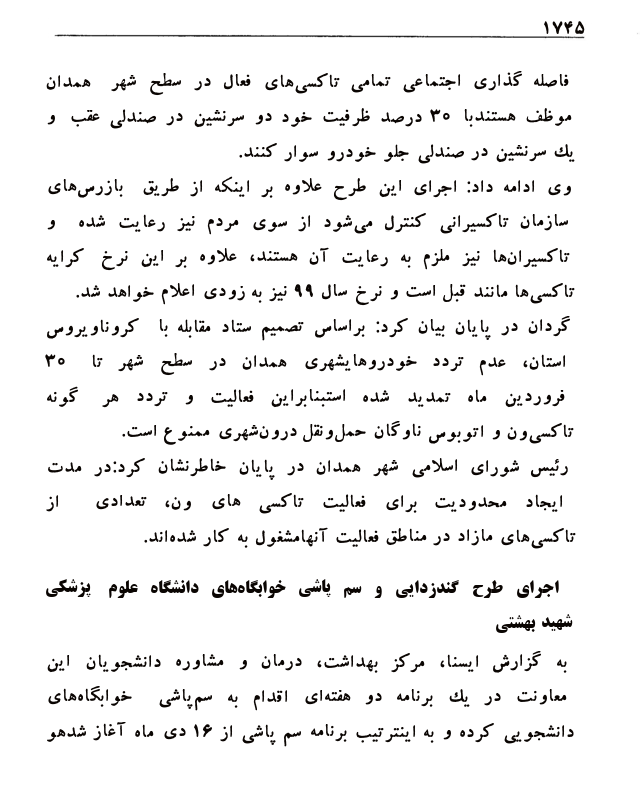 ۱۷۴۵
فاصله گذاری اجتماعی تمامی تاکسی‌های فعال در سطح شهر همدان
موظف هستندبا ۳۰ درصد ظرفیت خود دو سرنشین در صندلی عقب و
یك سرنشین در صندلی جلو خودرو سوار کنند.
وی ادامه داد: اجرای این طرح علاوه بر اینکه از طریق بازرس‌های
سازمان تاکسیرانی کنترل می‌شود از سوی مردم نیز رعایت شده و
تاکسیران‌ها نیز ملزم به رعایت آن هستند، علاوه بر این نرخ کرایه
تاکسی‌ها مانند قبل است و نرخ سال ۹۹ نیز به زودی اعلام خواهد شد.
گردان در پایان بیان کرد: براساس تصمیم ستاد مقابله با کروناویروس
استان، عدم تردد خودروهایشهری همدان در سطح شهر تا ۳۰
فروردین ماه تمدید شده استبنابراین فعالیت و تردد هر گونه
تاکسی‌ون و اتوبوس ناوگان حمل‌ونقل درون‌شهری ممنوع است.
رئیس شورای اسلامی شهر همدان در پایان خاطرنشان کرد:در مدت
ایجاد محدودیت برای فعالیت تاکسی های ون، تعدادی از
تاکسی‌های مازاد در مناطق فعالیت آنهامشغول به کار شده‌اند.
اجرای طرح گندزدایی و سم پاشی خوابگاه‌های دانشگاه علوم پزشکی
شهید بهشتی
به گزارش ایسنا، مرکز بهداشت، درمان و مشاوره دانشجویان این
معاونت در یك برنامه دو هفته‌ای اقدام به سم‌پاشی خوابگاه‌های
دانشجویی کرده و به اینترتیب برنامه سم پاشی از ۱۶ دی ماه آغاز شدهو